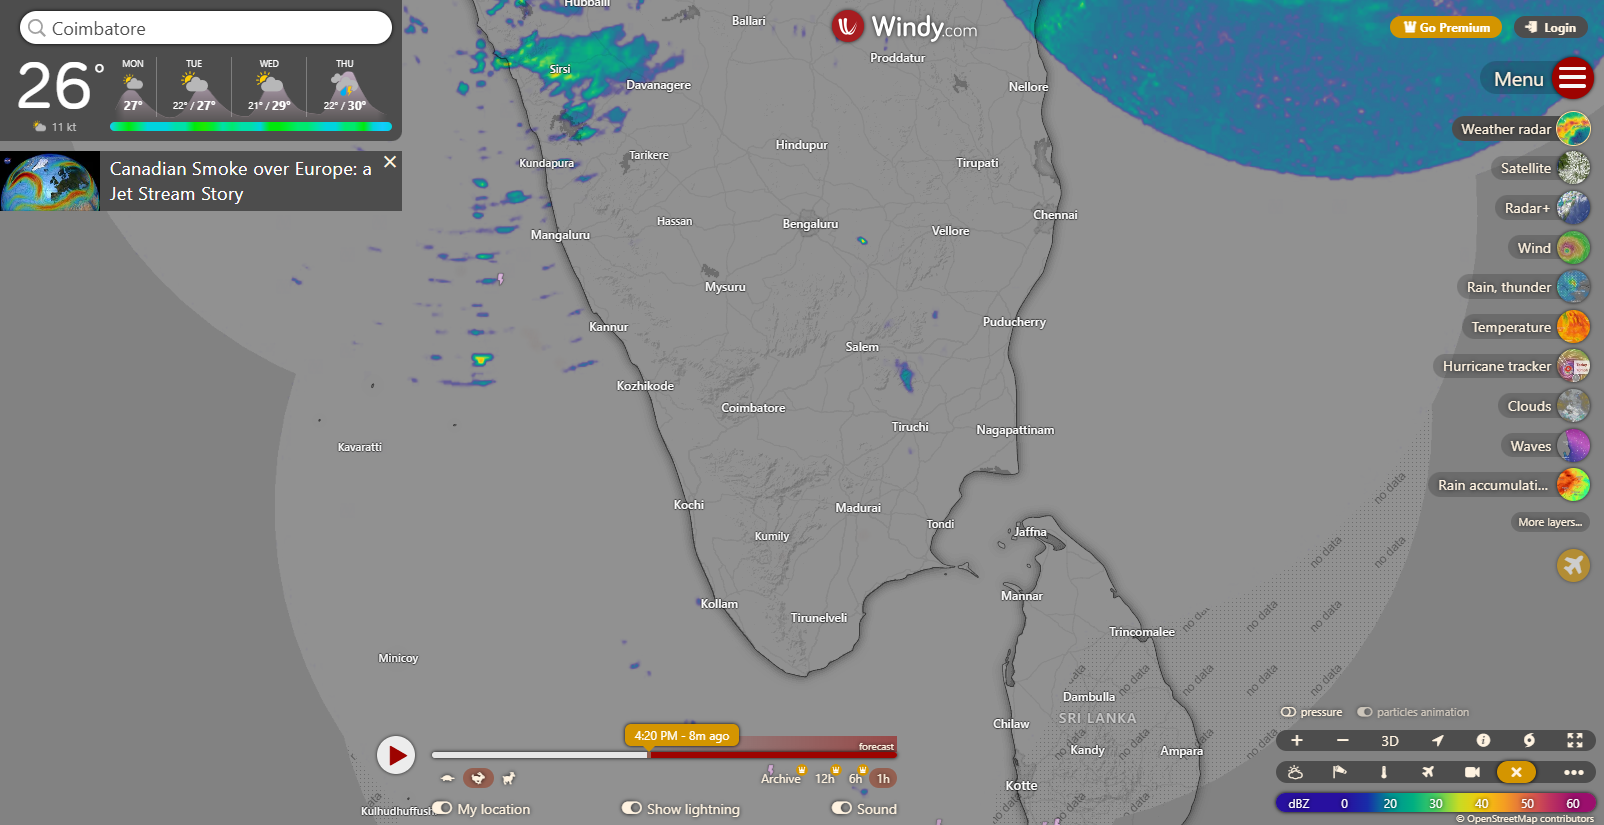 Coimbatore
26°
11 kt
MON TUE WED THU
27° 22° / 27° 21° / 29° 22° / 30°
Canadian Smoke over Europe: a
Jet Stream Story
Windy.com
Go Premium
Login
Menu
Weather radar
Satellite
Radar+
Wind
Rain, thunder
Temperature
Hurricane tracker
Clouds
Waves
Rain accumulati...
More layers...
Hubballi
Ballari
Proddatur
Sirsi
Davanagere
Nellore
Kundapura
Tarikere
Hindupur
Tirupati
Hassan
Bengaluru
Chennai
Mangaluru
Vellore
Mysuru
Kannur
Puducherry
Salem
Kozhikode
Coimbatore
Tiruchi
Nagapattinam
Kavaratti
Kochi
Madurai
Tondi
Kumily
Jaffna
Mannar
Kollam
Tirunelveli
Trincomalee
Minicoy
Dambulla
SRI LANKA
Chilaw
Kandy
Ampara
Kotte
Kulhudhuffush
no data
no data
no data
no data
no data
no data
no data
no data
no data
no data
no data
no data
4:20 PM - 8m ago
forecast
Archive 12h 6h 1h
My location
Show lightning
Sound
pressure
particles animation
+ − 3D
dBZ 0 20 30 40 50 60
© OpenStreetMap contributors